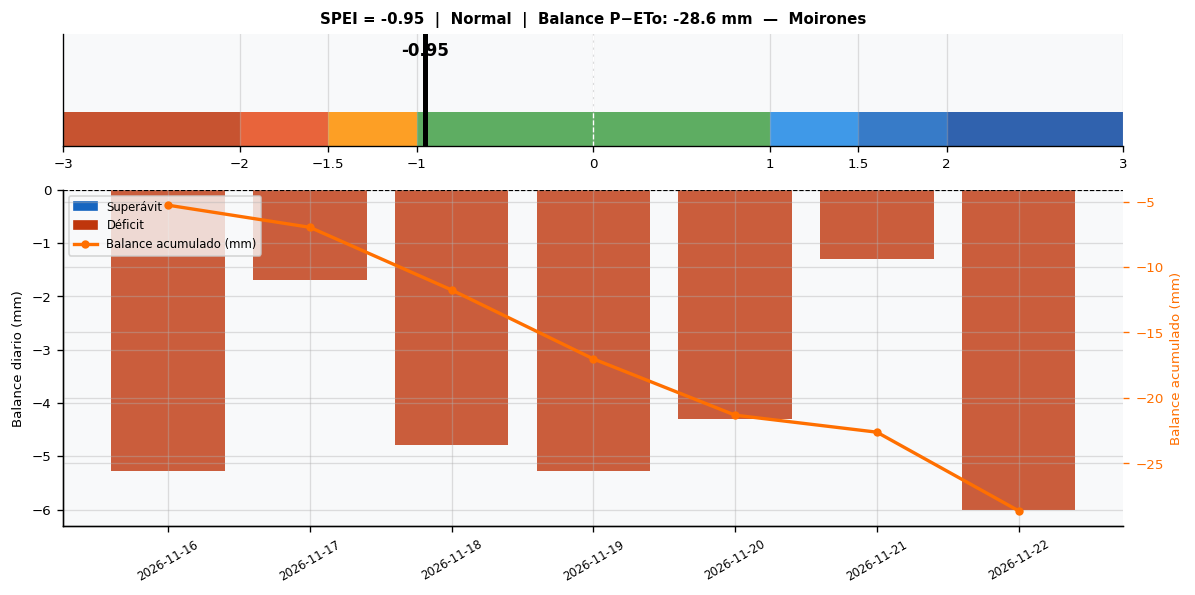 SPEI = -0.95 | Normal | Balance P−ETo: -28.6 mm — Moirones
-0.95
−3 −2 −1.5 −1 0 1 1.5 2 3
Superávit
Déficit
Balance acumulado (mm)
Balance diario (mm)
0
−1
−2
−3
−4
−5
−6
−5
−10
−15
−20
−25
Balance acumulado (mm)
2026-11-16 2026-11-17 2026-11-18 2026-11-19 2026-11-20 2026-11-21 2026-11-22